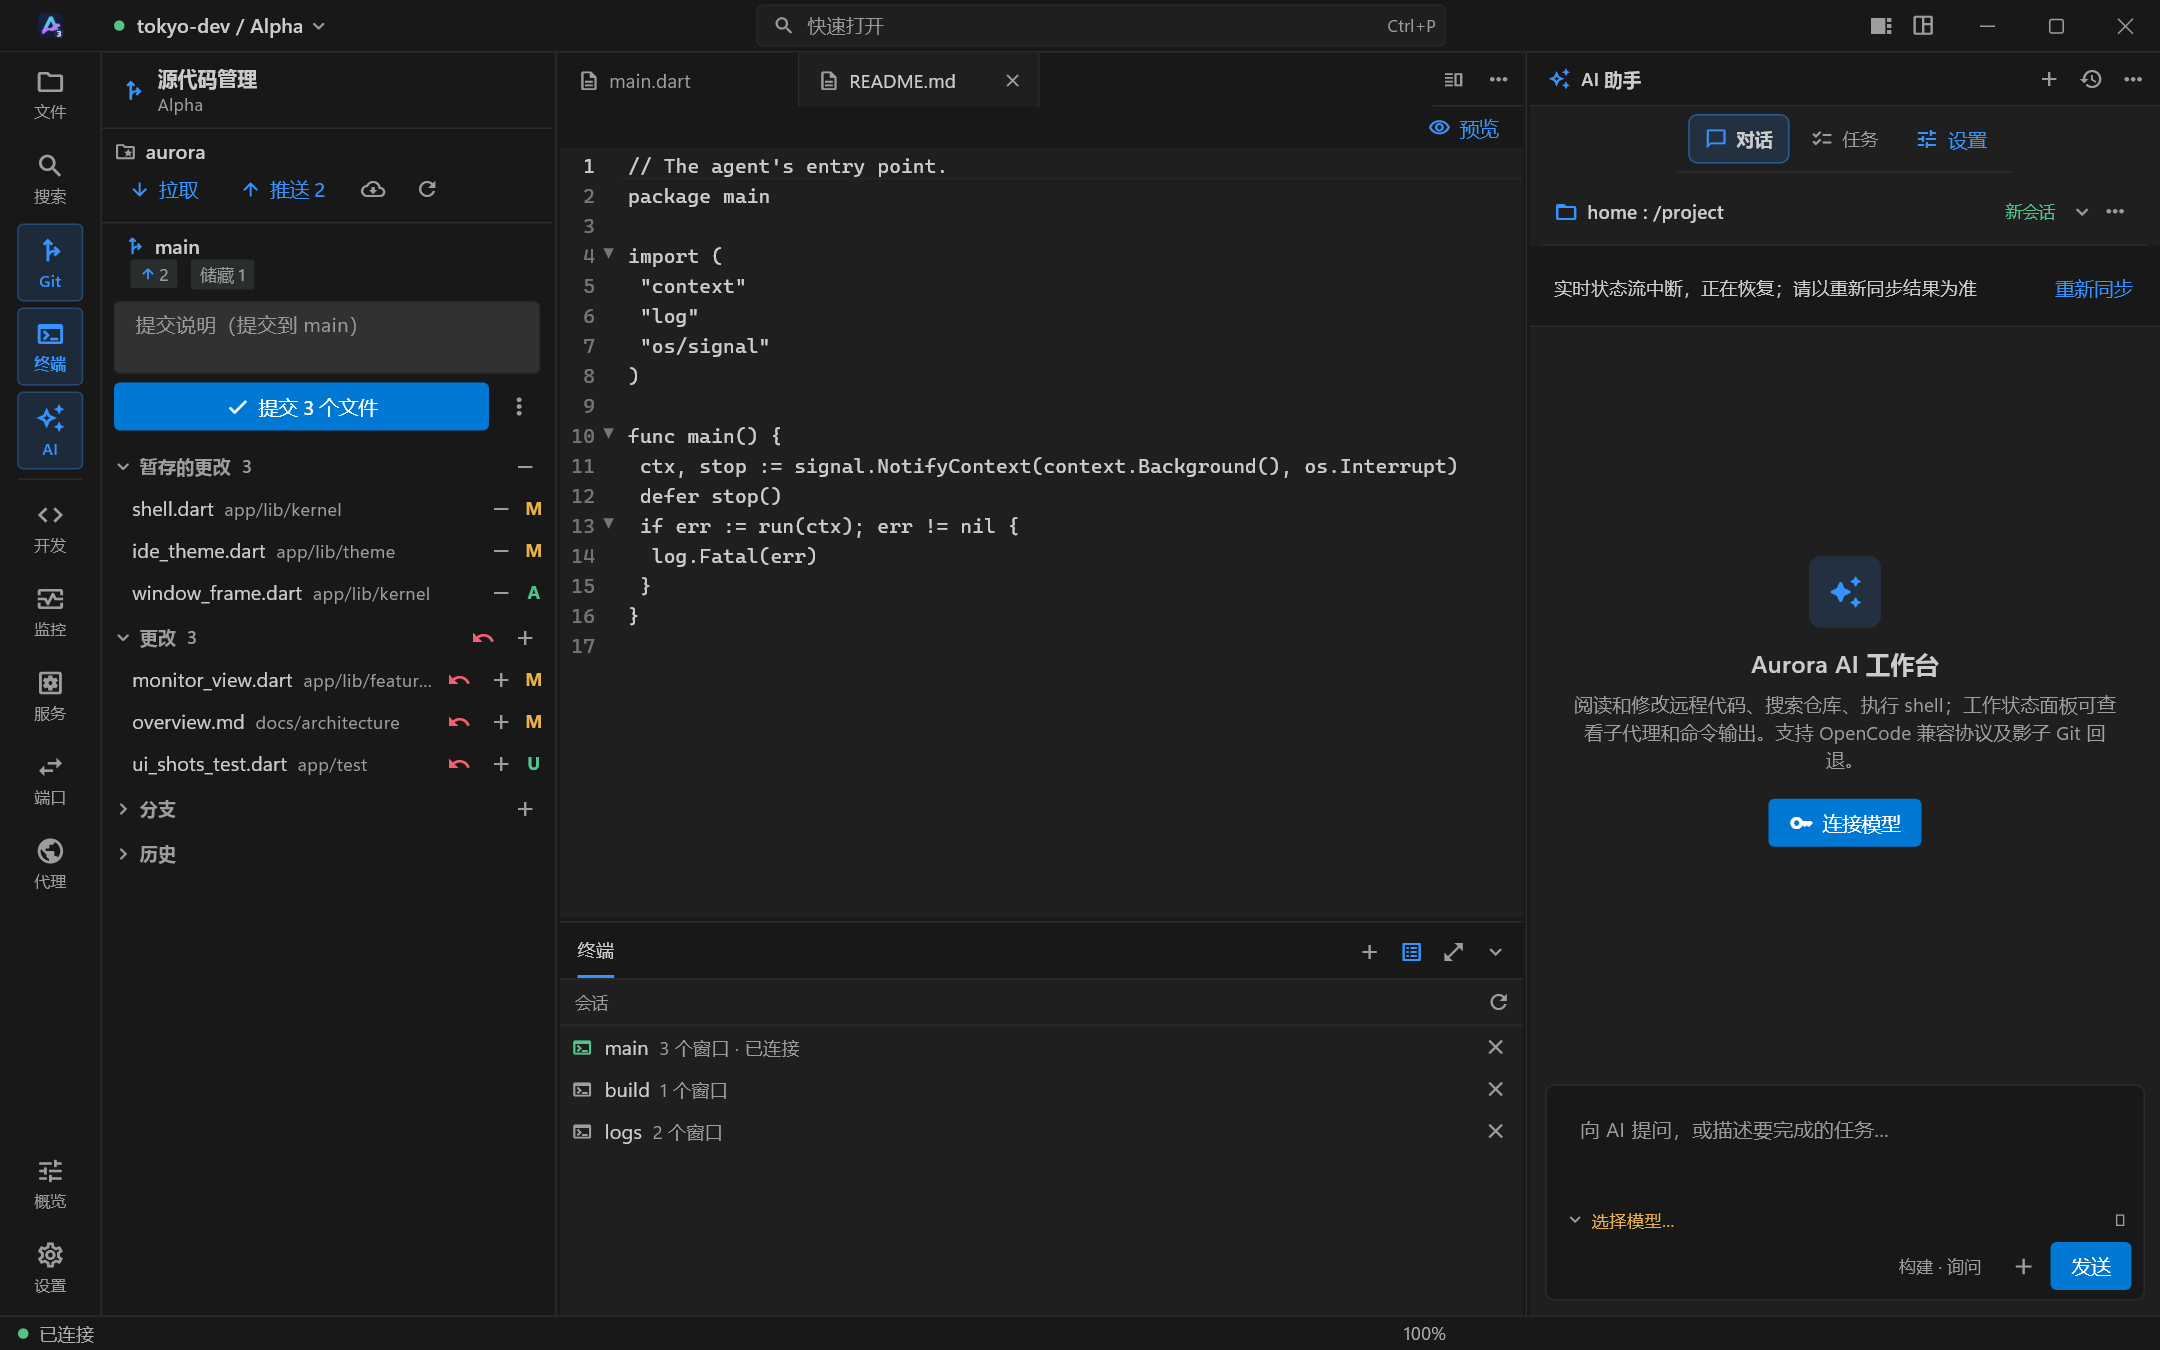 tokyo-dev / Alpha
快速打开
Ctrl+P
文件
搜索
Git
终端
AI
开发
监控
服务
端口
代理
概览
设置
源代码管理
Alpha
aurora
拉取
推送 2
main
2
储藏 1
提交说明（提交到 main）
提交 3 个文件
暂存的更改 3
shell.dart app/lib/kernel M
ide_theme.dart app/lib/theme M
window_frame.dart app/lib/kernel A
更改 3
monitor_view.dart app/lib/featur... M
overview.md docs/architecture M
ui_shots_test.dart app/test U
分支
历史
main.dart
README.md
预览
1 // The agent's entry point.
2 package main
3
4 import (
5 "context"
6 "log"
7 "os/signal"
8 )
9
10 func main() {
11 ctx, stop := signal.NotifyContext(context.Background(), os.Interrupt)
12 defer stop()
13 if err := run(ctx); err != nil {
14 log.Fatal(err)
15 }
16 }
17
终端
会话
main 3 个窗口 · 已连接
build 1 个窗口
logs 2 个窗口
AI 助手
对话
任务
设置
home : /project
新会话
实时状态流中断，正在恢复；请以重新同步结果为准
重新同步
Aurora AI 工作台
阅读和修改远程代码、搜索仓库、执行 shell；工作状态面板可查
看子代理和命令输出。支持 OpenCode 兼容协议及影子 Git 回
退。
连接模型
向 AI 提问，或描述要完成的任务...
选择模型...
构建 · 询问
发送
已连接
100%